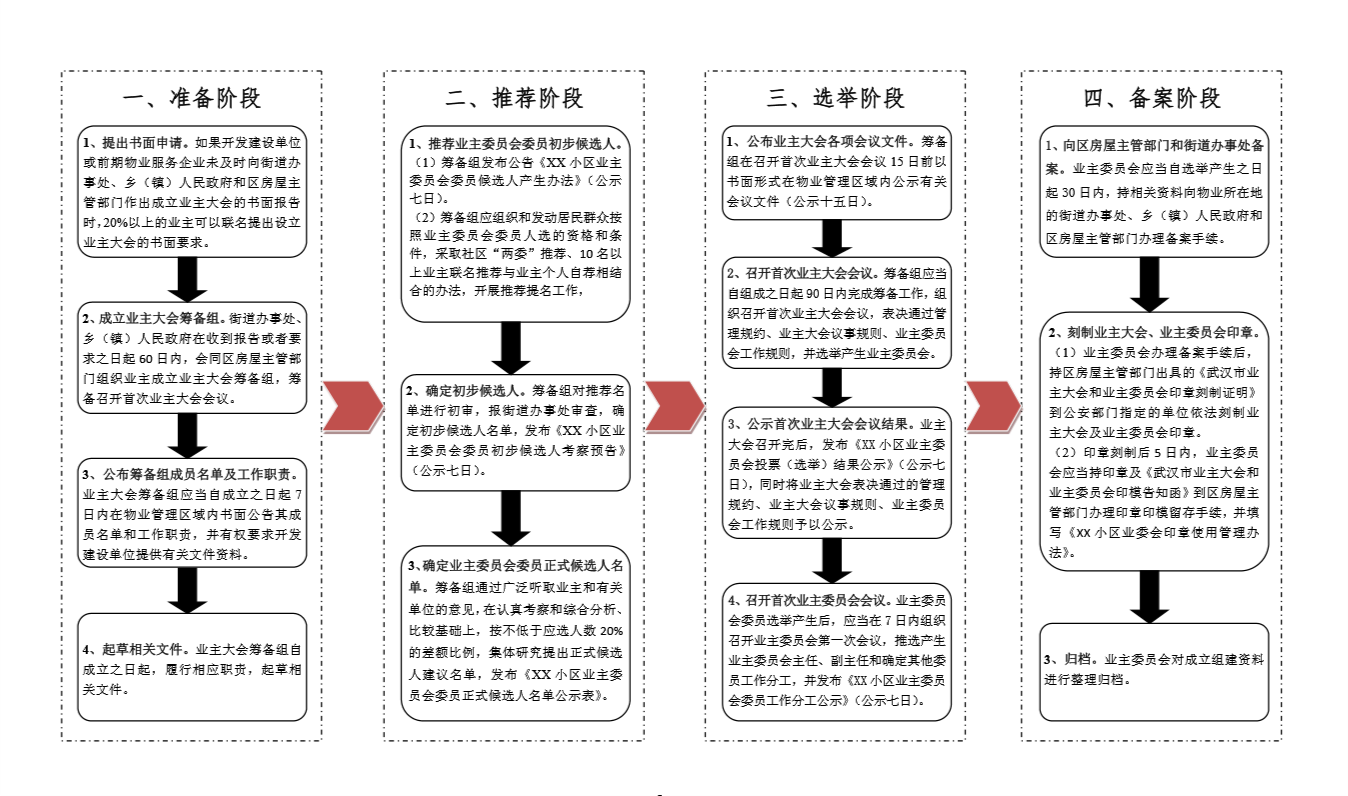 一、准备阶段
1、提出书面申请。如果开发建设单位
或前期物业服务企业未及时向街道办
事处、乡（镇）人民政府和区房屋主
管部门作出成立业主大会的书面报告
时，20%以上的业主可以联名提出设立
业主大会的书面要求。
2、成立业主大会筹备组。街道办事处、
乡（镇）人民政府在收到报告或者要
求之日起 60 日内，会同区房屋主管部
门组织业主成立业主大会筹备组，筹
备召开首次业主大会会议。
3、公布筹备组成员名单及工作职责。
业主大会筹备组应当自成立之日起 7
日内在物业管理区域内书面公告其成
员名单和工作职责，并有权要求开发
建设单位提供有关文件资料。
4、起草相关文件。业主大会筹备组自
成立之日起，履行相应职责，起草相
关文件。
二、推荐阶段
1、推荐业主委员会委员初步候选人。
（1）筹备组发布公告《XX 小区业主
委员会委员候选人产生办法》（公示
七日）。
（2）筹备组应组织和发动居民群众按
照业主委员会委员人选的资格和条
件，采取社区“两委”推荐、10 名以
上业主联名推荐与业主个人自荐相结
合的办法，开展推荐提名工作，
2、确定初步候选人。筹备组对推荐名
单进行初审，报街道办事处审查，确
定初步候选人名单，发布《XX 小区业
主委员会委员初步候选人考察预告》
（公示七日）。
3、确定业主委员会委员正式候选人名
单。筹备组通过广泛听取业主和有关
单位的意见，在认真考察和综合分析、
比较基础上，按不低于应选人数 20%
的差额比例，集体研究提出正式候选
人建议名单，发布《XX 小区业主委
员会委员正式候选人名单公示表》。
三、选举阶段
1、公布业主大会各项会议文件。筹备
组在召开首次业主大会会议 15 日前以
书面形式在物业管理区域内公示有关
会议文件（公示十五日）。
2、召开首次业主大会会议。筹备组应当
自组成之日起 90 日内完成筹备工作，组
织召开首次业主大会会议，表决通过管
理规约、业主大会议事规则、业主委员
会工作规则，并选举产生业主委员会。
3、公示首次业主大会会议结果。业主
大会召开完后，发布《XX 小区业主委
员会投票（选举）结果公示》（公示七
日），同时将业主大会表决通过的管理
规约、业主大会议事规则、业主委员
会工作规则予以公示。
4、召开首次业主委员会会议。业主委员
会委员选举产生后，应当在 7 日内组织
召开业主委员会第一次会议，推选产生
业主委员会主任、副主任和确定其他委
员工作分工，并发布《XX 小区业主委员
会委员工作分工公示》（公示七日）。
四、备案阶段
1、向区房屋主管部门和街道办事处备
案。业主委员会应当自选举产生之日
起 30 日内，持相关资料向物业所在地
的街道办事处、乡（镇）人民政府和
区房屋主管部门办理备案手续。
2、刻制业主大会、业主委员会印章。
（1）业主委员会办理备案手续后，
持区房屋主管部门出具的《武汉市业
主大会和业主委员会印章刻制证明》
到公安部门指定的单位依法刻制业
主大会及业主委员会印章。
（2）印章刻制后 5 日内，业主委员
会应当持印章及《武汉市业主大会和
业主委员会印模告知函》到区房屋主
管部门办理印章印模留存手续，并填
写《XX 小区业委会印章使用管理办
法》。
3、归档。业主委员会对成立组建资料
进行整理归档。